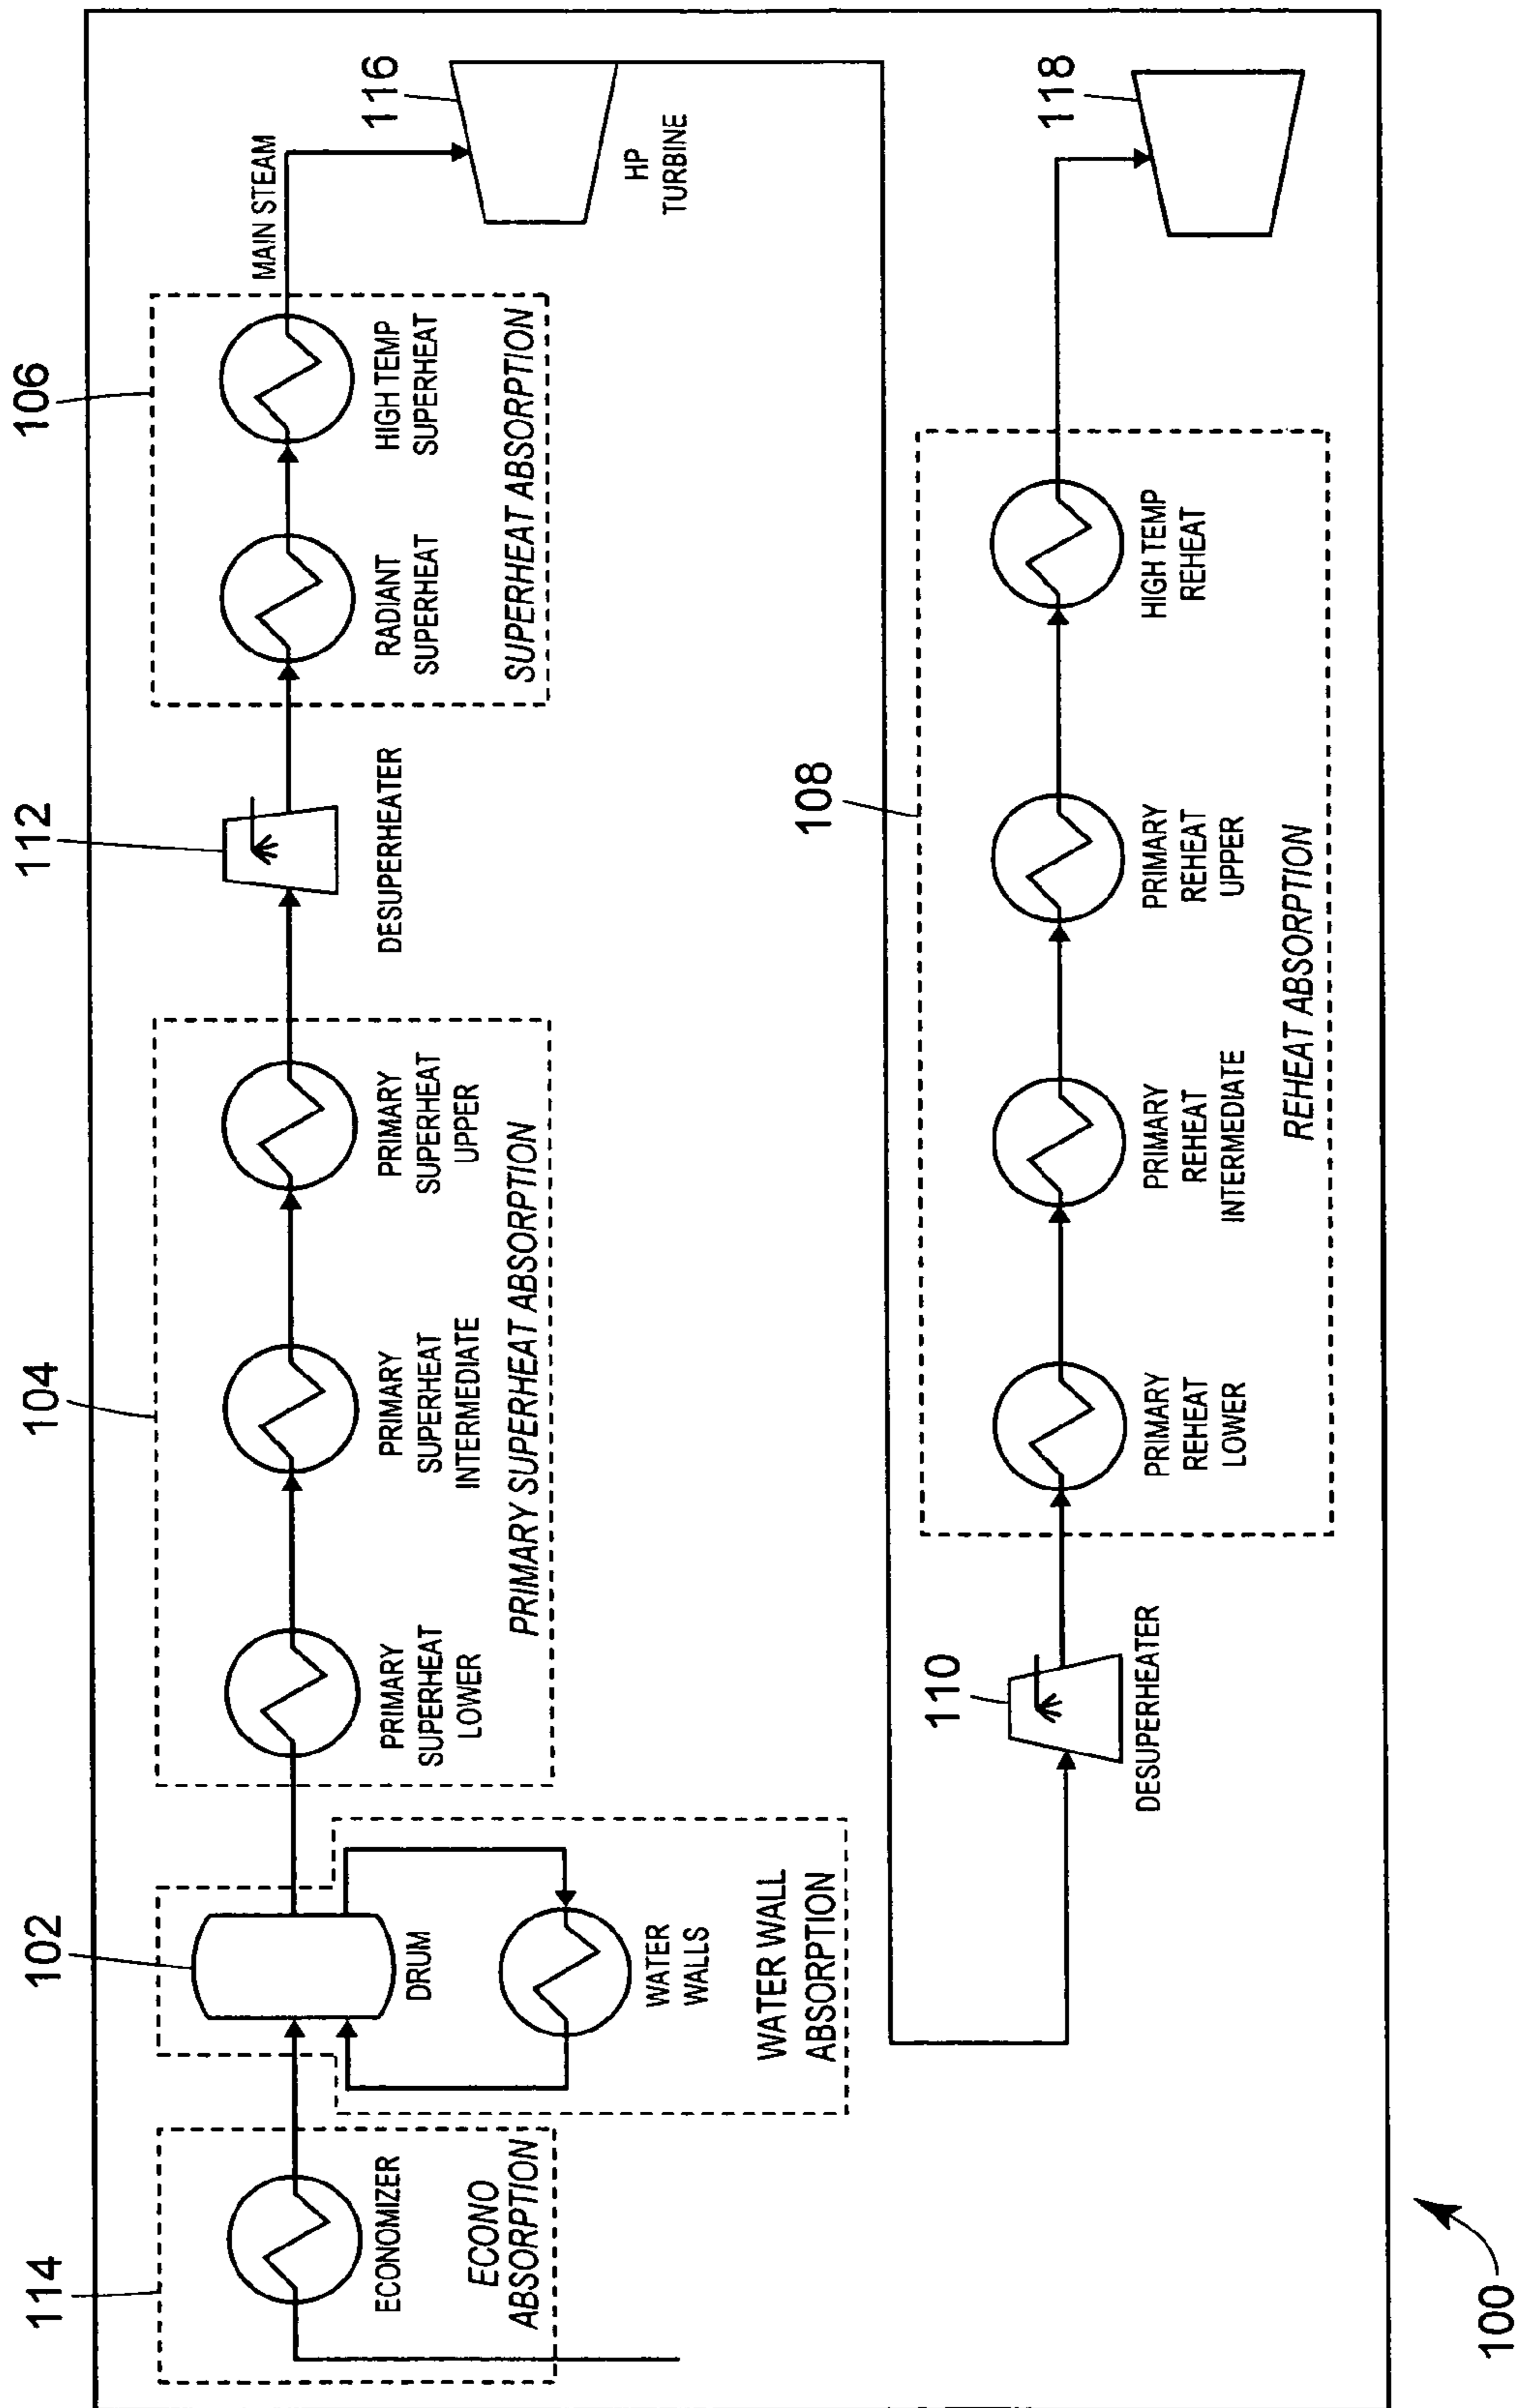 114
102
104
112
106
ECONOMIZER
ECONO
ABSORPTION
DRUM
WATER
WALLS
WATER WALL
ABSORPTION
PRIMARY
SUPERHEAT
LOWER
PRIMARY
SUPERHEAT
INTERMEDIATE
PRIMARY
SUPERHEAT
UPPER
PRIMARY SUPERHEAT ABSORPTION
DESUPERHEATER
RADIANT
SUPERHEAT
HIGH TEMP
SUPERHEAT
SUPERHEAT ABSORPTION
MAIN STEAM
116
HP
TURBINE
110
DESUPERHEATER
108
PRIMARY
REHEAT
LOWER
PRIMARY
REHEAT
INTERMEDIATE
PRIMARY
REHEAT
UPPER
HIGH TEMP
REHEAT
REHEAT ABSORPTION
118
100